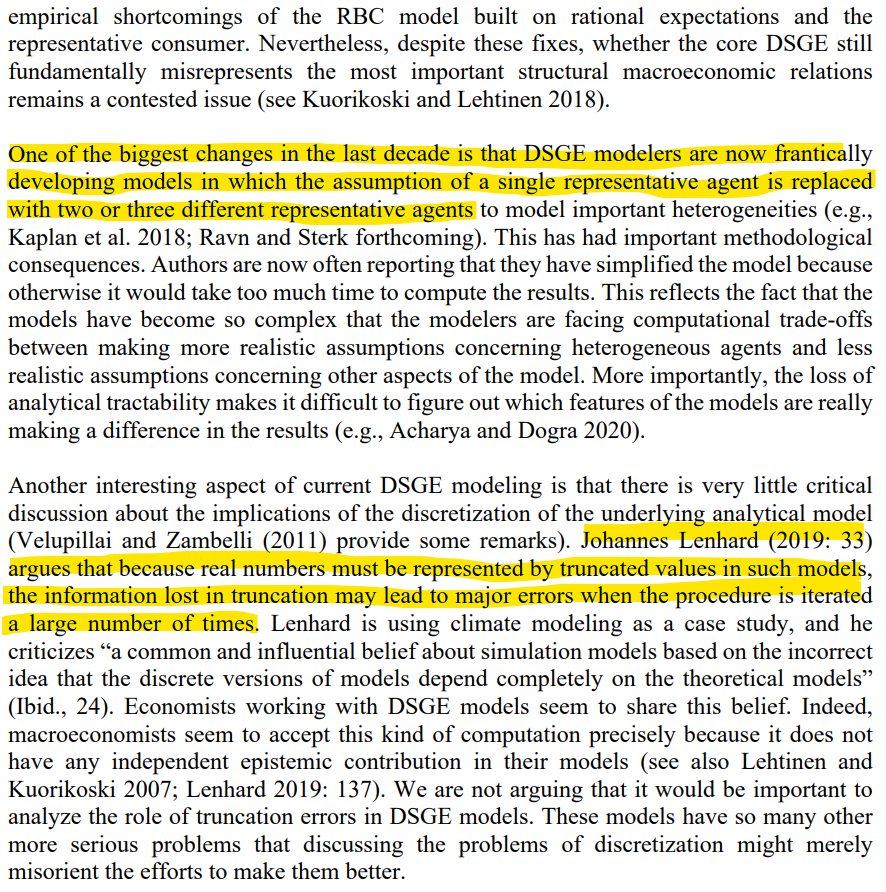 empirical shortcomings of the RBC model built on rational expectations and the
representative consumer. Nevertheless, despite these fixes, whether the core DSGE still
fundamentally misrepresents the most important structural macroeconomic relations
remains a contested issue (see Kuorikoski and Lehtinen 2018).
One of the biggest changes in the last decade is that DSGE modelers are now frantically
developing models in which the assumption of a single representative agent is replaced
with two or three different representative agents to model important heterogeneities (e.g.,
Kaplan et al. 2018; Ravn and Sterk forthcoming). This has had important methodological
consequences. Authors are now often reporting that they have simplified the model because
otherwise it would take too much time to compute the results. This reflects the fact that the
models have become so complex that the modelers are facing computational trade-offs
between making more realistic assumptions concerning heterogeneous agents and less
realistic assumptions concerning other aspects of the model. More importantly, the loss of
analytical tractability makes it difficult to figure out which features of the models are really
making a difference in the results (e.g., Acharya and Dogra 2020).
Another interesting aspect of current DSGE modeling is that there is very little critical
discussion about the implications of the discretization of the underlying analytical model
(Velupillai and Zambelli (2011) provide some remarks). Johannes Lenhard (2019: 33)
argues that because real numbers must be represented by truncated values in such models,
the information lost in truncation may lead to major errors when the procedure is iterated
a large number of times. Lenhard is using climate modeling as a case study, and he
criticizes “a common and influential belief about simulation models based on the incorrect
idea that the discrete versions of models depend completely on the theoretical models”
(Ibid., 24). Economists working with DSGE models seem to share this belief. Indeed,
macroeconomists seem to accept this kind of computation precisely because it does not
have any independent epistemic contribution in their models (see also Lehtinen and
Kuorikoski 2007; Lenhard 2019: 137). We are not arguing that it would be important to
analyze the role of truncation errors in DSGE models. These models have so many other
more serious problems that discussing the problems of discretization might merely
misorient the efforts to make them better.